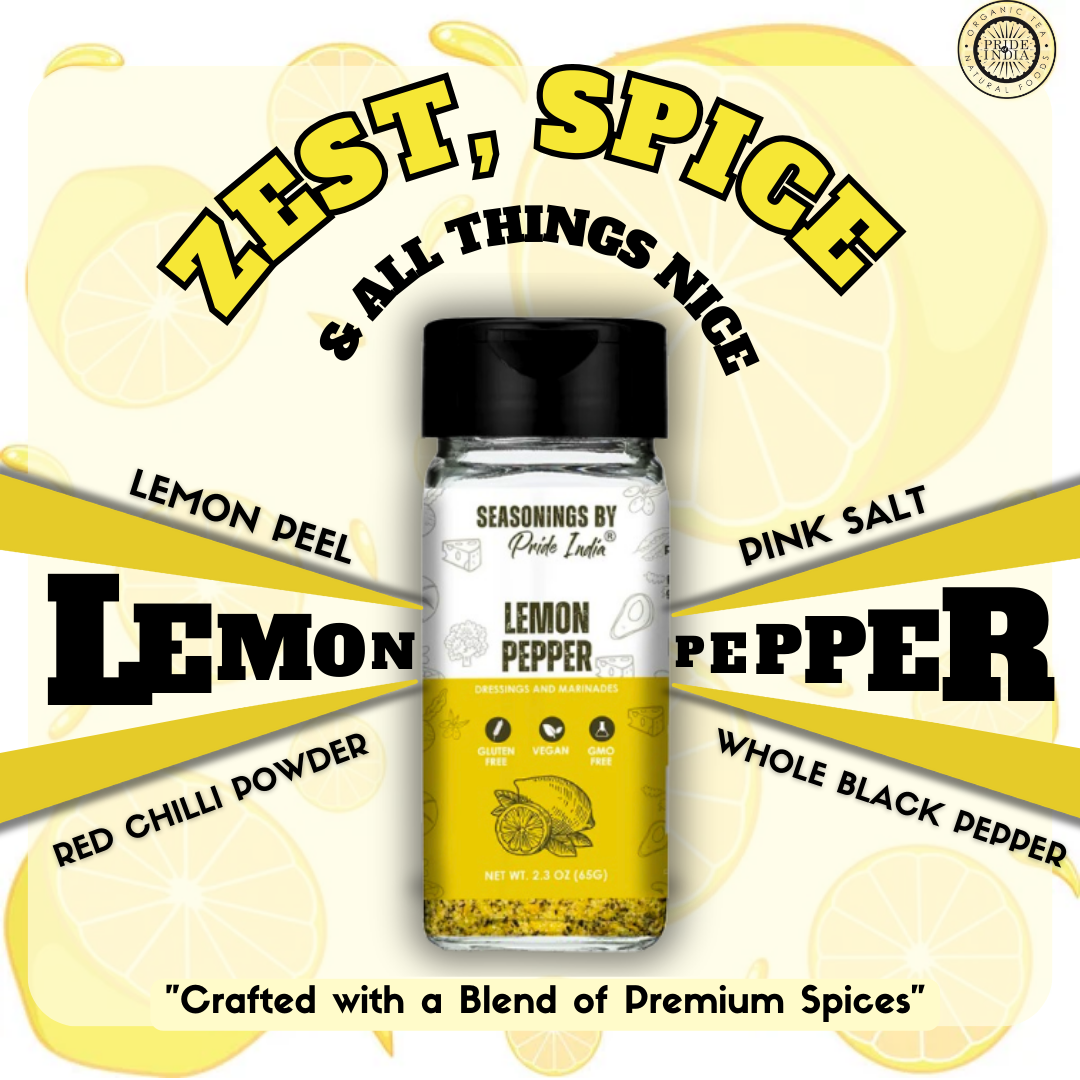 ORGANIC TEA
PRIDE
OF
INDIA
NATURAL FOODS
ZEST, SPICE
& ALL THINGS NICE
LEMON PEEL
PINK SALT
LEMON
PEPPER
RED CHILLI POWDER
WHOLE BLACK PEPPER
SEASONINGS BY
Pride India®
LEMON
PEPPER
DRESSINGS AND MARINADES
GLUTEN
FREE
VEGAN
GMO
FREE
NET WT. 2.3 OZ (65G)
"Crafted with a Blend of Premium Spices"